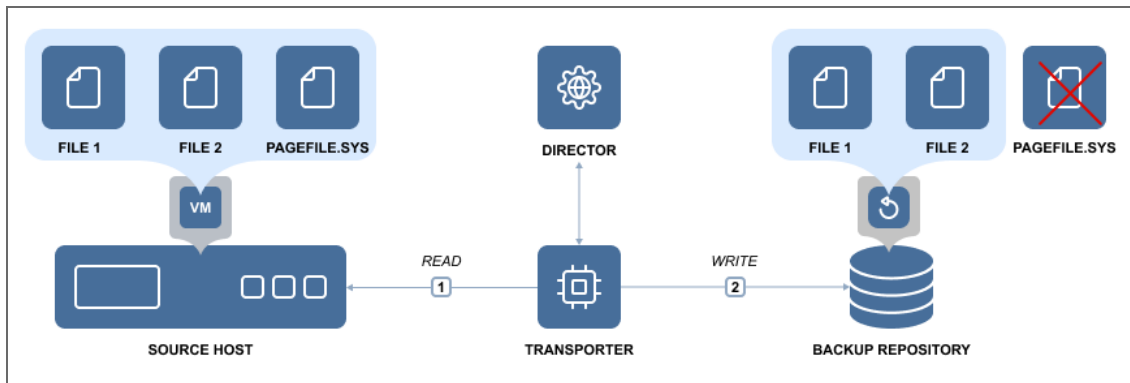 FILE 1
FILE 2
PAGEFILE.SYS
VM
DIRECTOR
FILE 1
FILE 2
PAGEFILE.SYS
READ
1
WRITE
2
SOURCE HOST
TRANSPORTER
BACKUP REPOSITORY